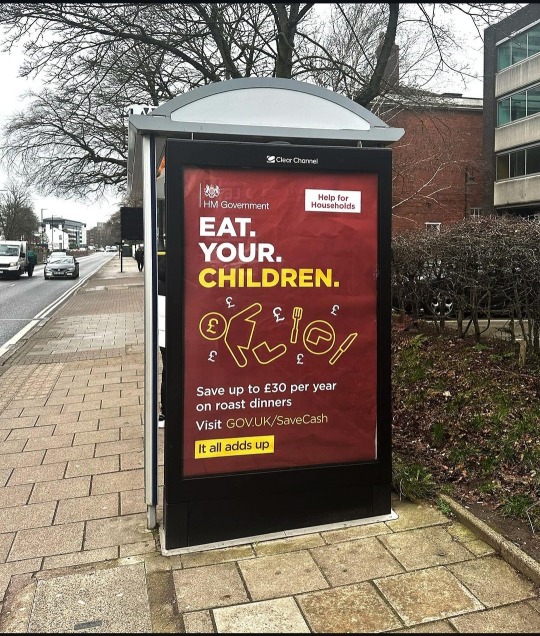 Clear Channel
HM Government
Help for
Households
EAT.
YOUR.
CHILDREN.
£
£
£
£
£
£
Save up to £30 per year
on roast dinners
Visit GOV.UK/SaveCash
It all adds up